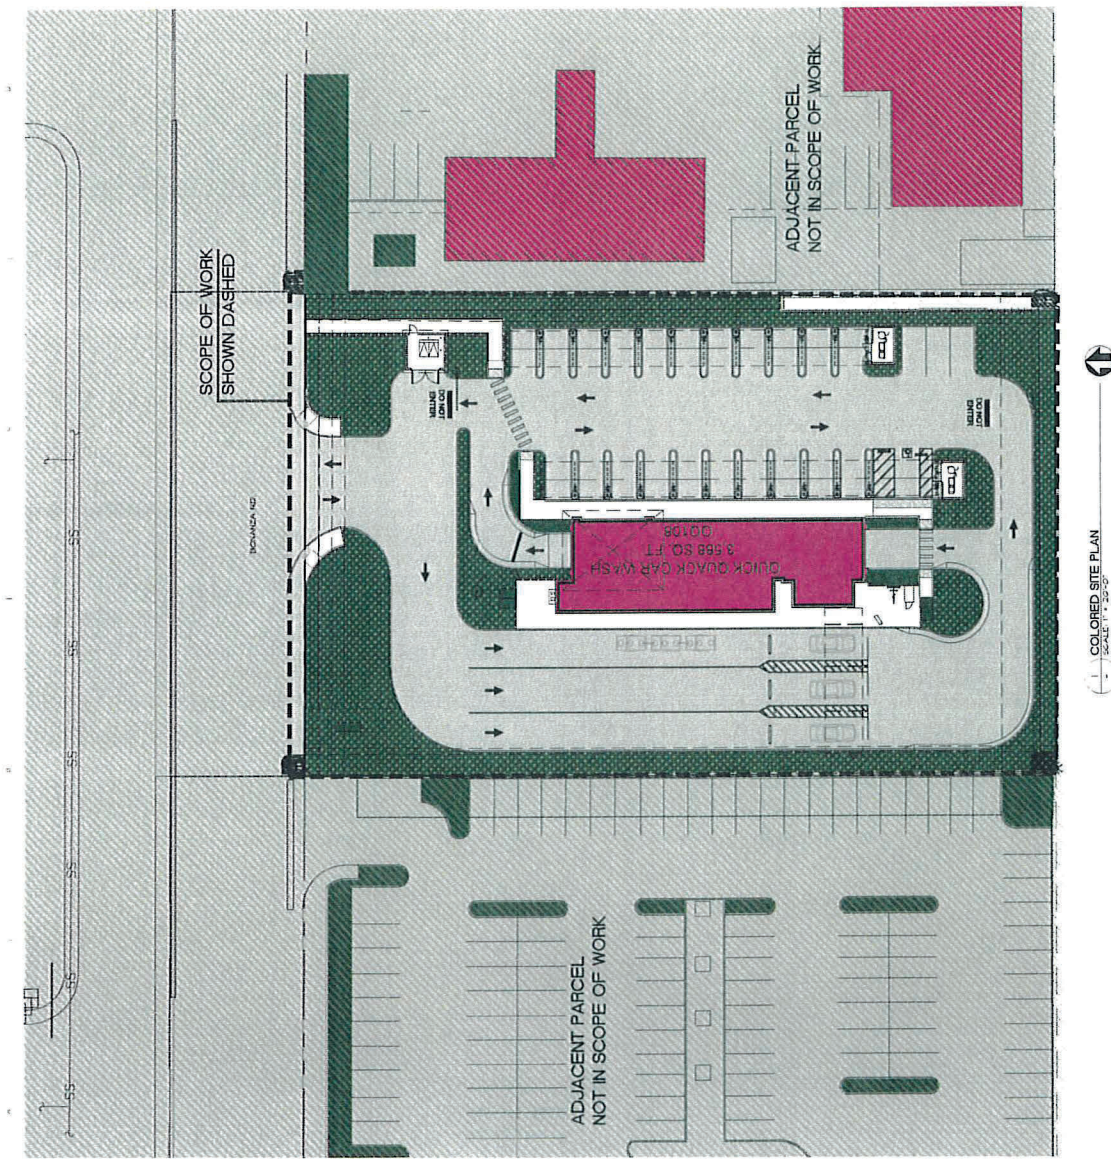 SCOPE OF WORK
SHOWN DASHED
ADJACENT PARCEL
NOT IN SCOPE OF WORK
DO NOT
ENTER
DO NOT
ENTER
BONANZA RD
QUICK QUACK CAR WASH
3,568 SQ. FT
ADJACENT PARCEL
NOT IN SCOPE OF WORK
SS
SS
SS
SS
SS
SS
COLORED SITE PLAN